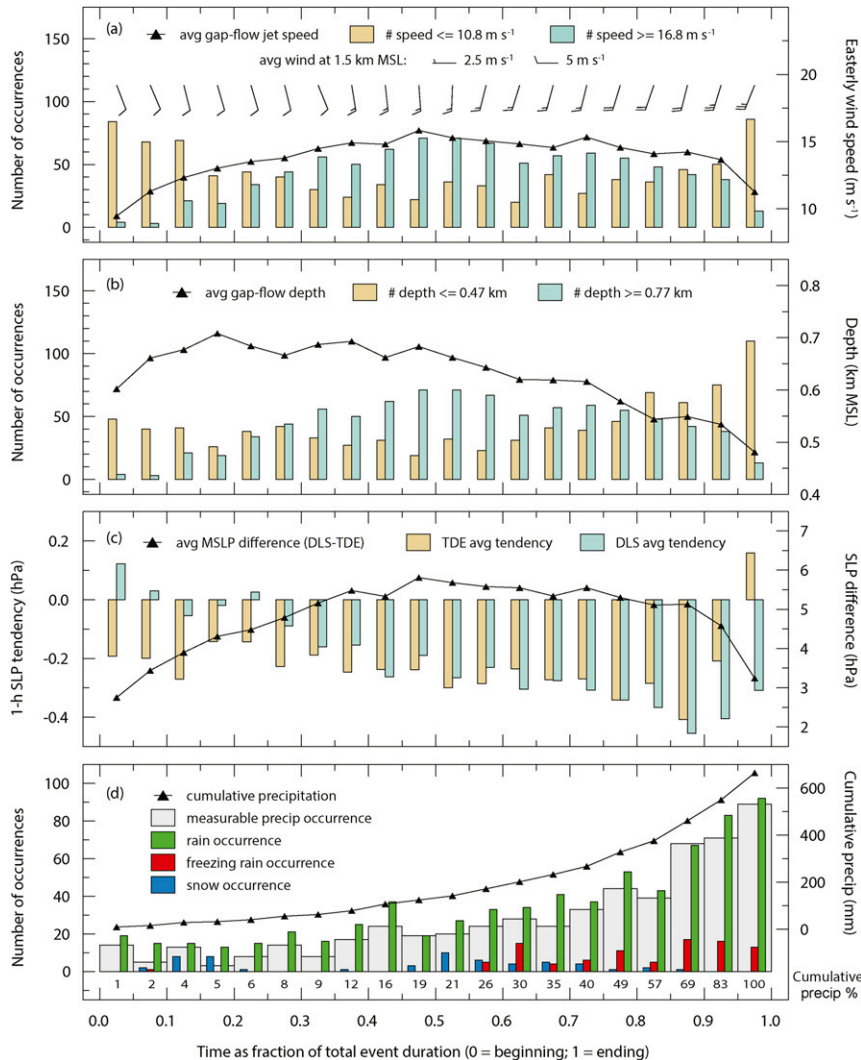 (a) avg gap-flow jet speed # speed <= 10.8 m s⁻¹ # speed >= 16.8 m s⁻¹
avg wind at 1.5 km MSL: 2.5 m s⁻¹ 5 m s⁻¹
Number of occurrences
150
100
50
0
Easterly wind speed (m s⁻¹)
20
15
10
(b) avg gap-flow depth # depth <= 0.47 km # depth >= 0.77 km
Number of occurrences
150
100
50
0
Depth (km MSL)
0.8
0.7
0.6
0.5
0.4
(c) avg MSLP difference (DLS-TDE) TDE avg tendency DLS avg tendency
1-h SLP tendency (hPa)
0.2
0.0
-0.2
-0.4
SLP difference (hPa)
7
6
5
4
3
2
(d) cumulative precipitation
measurable precip occurrence
rain occurrence
freezing rain occurrence
snow occurrence
Number of occurrences
100
80
60
40
20
0
Cumulative precip (mm)
600
400
200
0
1 2 4 5 6 8 9 12 16 19 21 26 30 35 40 49 57 69 83 100 Cumulative precip %
0.0 0.1 0.2 0.3 0.4 0.5 0.6 0.7 0.8 0.9 1.0
Time as fraction of total event duration (0 = beginning; 1 = ending)